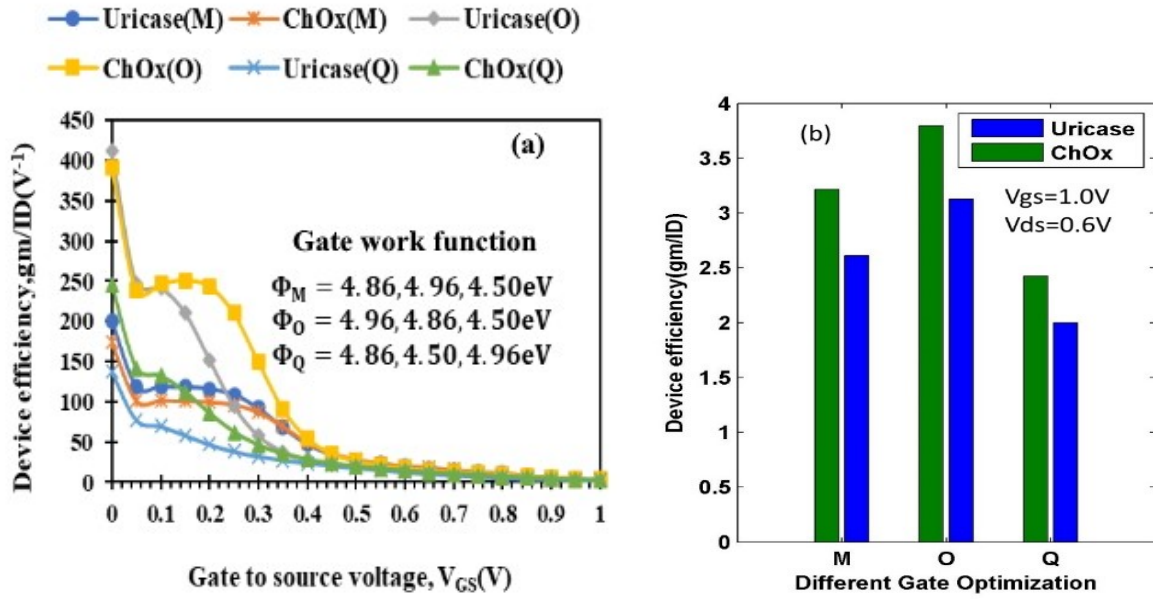 Uricase(M) ChOx(M) Uricase(O)
ChOx(O) Uricase(Q) ChOx(Q)
Device efficiency,gm/ID(V⁻¹)
450
400
350
300
250
200
150
100
50
0
(a)
Gate work function
Φ_M = 4.86,4.96,4.50eV
Φ_O = 4.96,4.86,4.50eV
Φ_Q = 4.86,4.50,4.96eV
0 0.1 0.2 0.3 0.4 0.5 0.6 0.7 0.8 0.9 1
Gate to source voltage, V_GS(V)
Device efficiency(gm/ID)
4
3.5
3
2.5
2
1.5
1
0.5
0
(b)
Uricase
ChOx
Vgs=1.0V
Vds=0.6V
M O Q
Different Gate Optimization